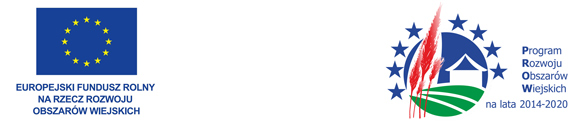 EUROPEJSKI FUNDUSZ ROLNY
NA RZECZ ROZWOJU
OBSZARÓW WIEJSKICH
Program
Rozwoju
Obszarów
Wiejskich
na lata 2014-2020